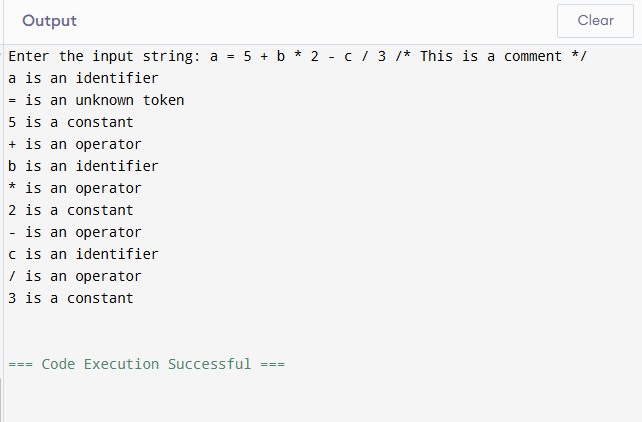 Output
Clear
Enter the input string: a = 5 + b * 2 - c / 3 /* This is a comment */
a is an identifier
= is an unknown token
5 is a constant
+ is an operator
b is an identifier
* is an operator
2 is a constant
- is an operator
c is an identifier
/ is an operator
3 is a constant
=== Code Execution Successful ===